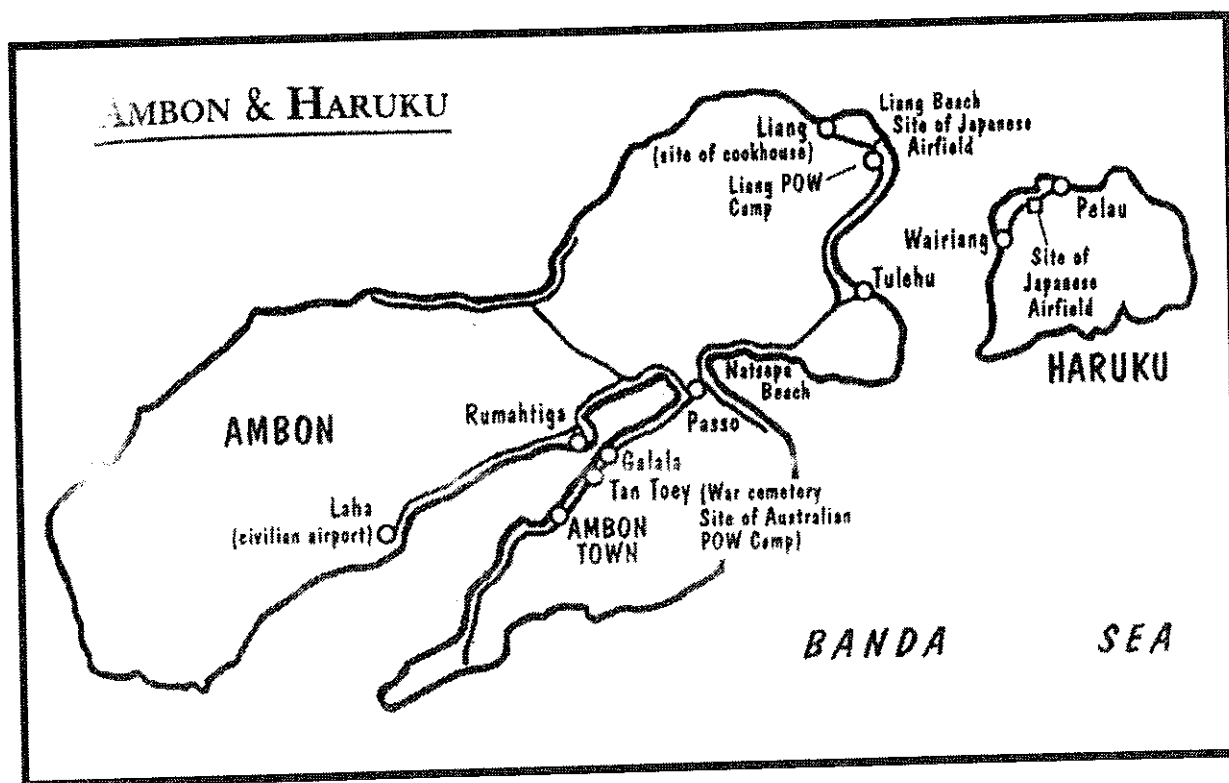 AMBON & HARUKU
Liang
(site of cookhouse)
Liang Beach
Site of Japanese
Airfield
Liang POW
Camp
Pelau
Wairiang
Site of
Japanese
Airfield
Tulehu
HARUKU
Natsepa
Beach
Passo
Rumahtiga
AMBON
Galala
Tan Toey
(War cemetery
Site of Australian
POW Camp)
Laha
(civilian airport)
AMBON
TOWN
BANDA SEA